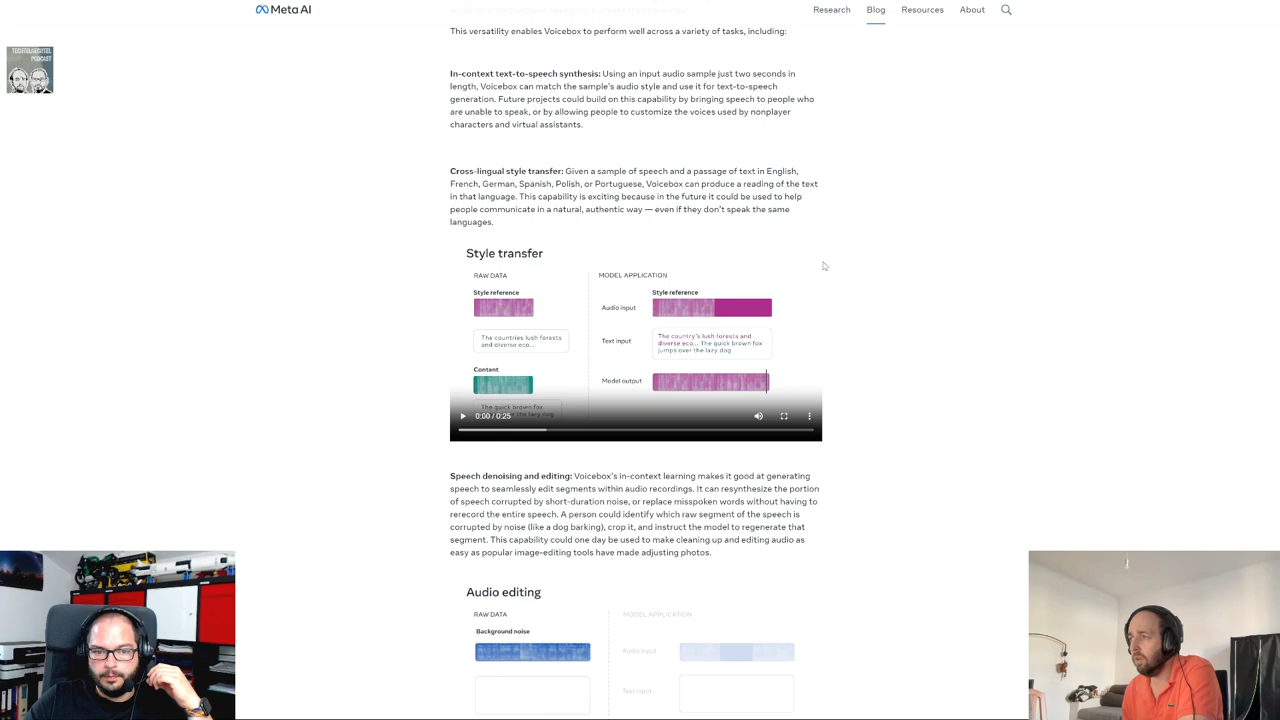 Meta AI
Research
Blog
Resources
About
This versatility enables Voicebox to perform well across a variety of tasks, including:
TECHTELMECHTEL
PODCAST
In-context text-to-speech synthesis: Using an input audio sample just two seconds in
length, Voicebox can match the sample's audio style and use it for text-to-speech
generation. Future projects could build on this capability by bringing speech to people who
are unable to speak, or by allowing people to customize the voices used by nonplayer
characters and virtual assistants.
Cross-lingual style transfer: Given a sample of speech and a passage of text in English,
French, German, Spanish, Polish, or Portuguese, Voicebox can produce a reading of the text
in that language. This capability is exciting because in the future it could be used to help
people communicate in a natural, authentic way — even if they don't speak the same
languages.
Style transfer
RAW DATA
Style reference
The countries lush forests
and diverse eco...
Content
The quick brown fox
MODEL APPLICATION
Style reference
Audio input
Text input
The country's lush forests and
diverse eco... The quick brown fox
jumps over the lazy dog
Model output
0:00 / 0:25
Speech denoising and editing: Voicebox's in-context learning makes it good at generating
speech to seamlessly edit segments within audio recordings. It can resynthesize the portion
of speech corrupted by short-duration noise, or replace misspoken words without having to
rerecord the entire speech. A person could identify which raw segment of the speech is
corrupted by noise (like a dog barking), crop it, and instruct the model to regenerate that
segment. This capability could one day be used to make cleaning up and editing audio as
easy as popular image-editing tools have made adjusting photos.
Audio editing
RAW DATA
Background noise
MODEL APPLICATION
Audio input
Text input